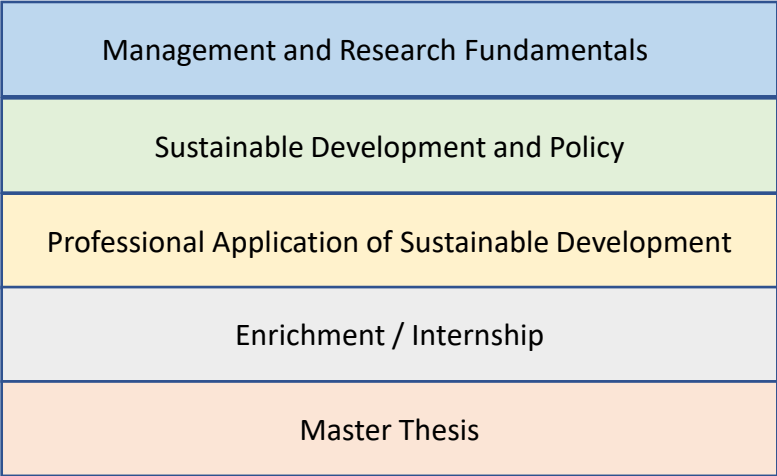 Management and Research Fundamentals
Sustainable Development and Policy
Professional Application of Sustainable Development
Enrichment / Internship
Master Thesis